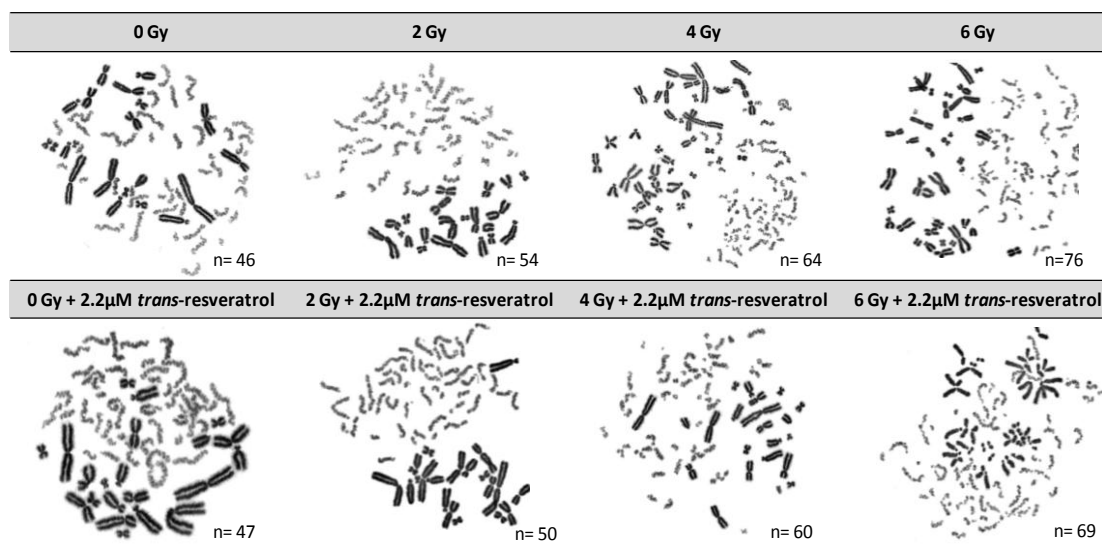 0 Gy 2 Gy 4 Gy 6 Gy
n= 46 n= 54 n= 64 n=76
0 Gy + 2.2µM trans-resveratrol 2 Gy + 2.2µM trans-resveratrol 4 Gy + 2.2µM trans-resveratrol 6 Gy + 2.2µM trans-resveratrol
n= 47 n= 50 n= 60 n= 69